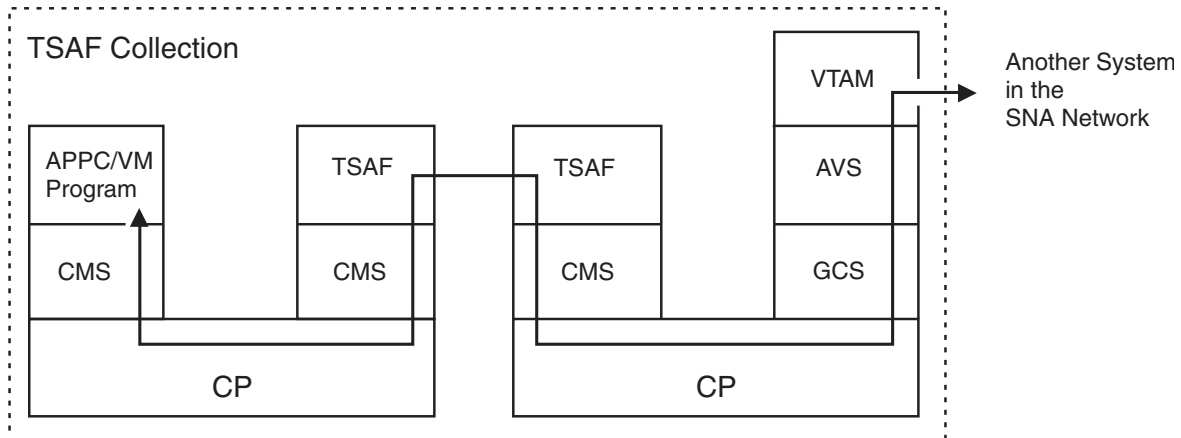 TSAF Collection
VTAM
Another System
in the
SNA Network
APPC/VM
Program
TSAF
TSAF
AVS
CMS
CMS
CMS
GCS
CP
CP